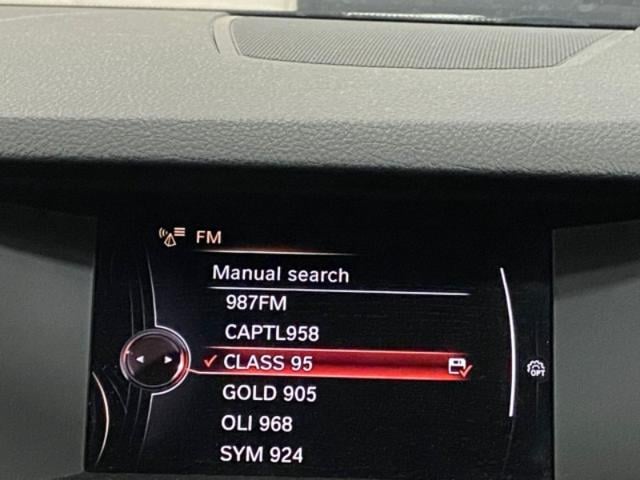 FM
Manual search
987FM
CAPTL958
CLASS 95
OPT
GOLD 905
OLI 968
SYM 924